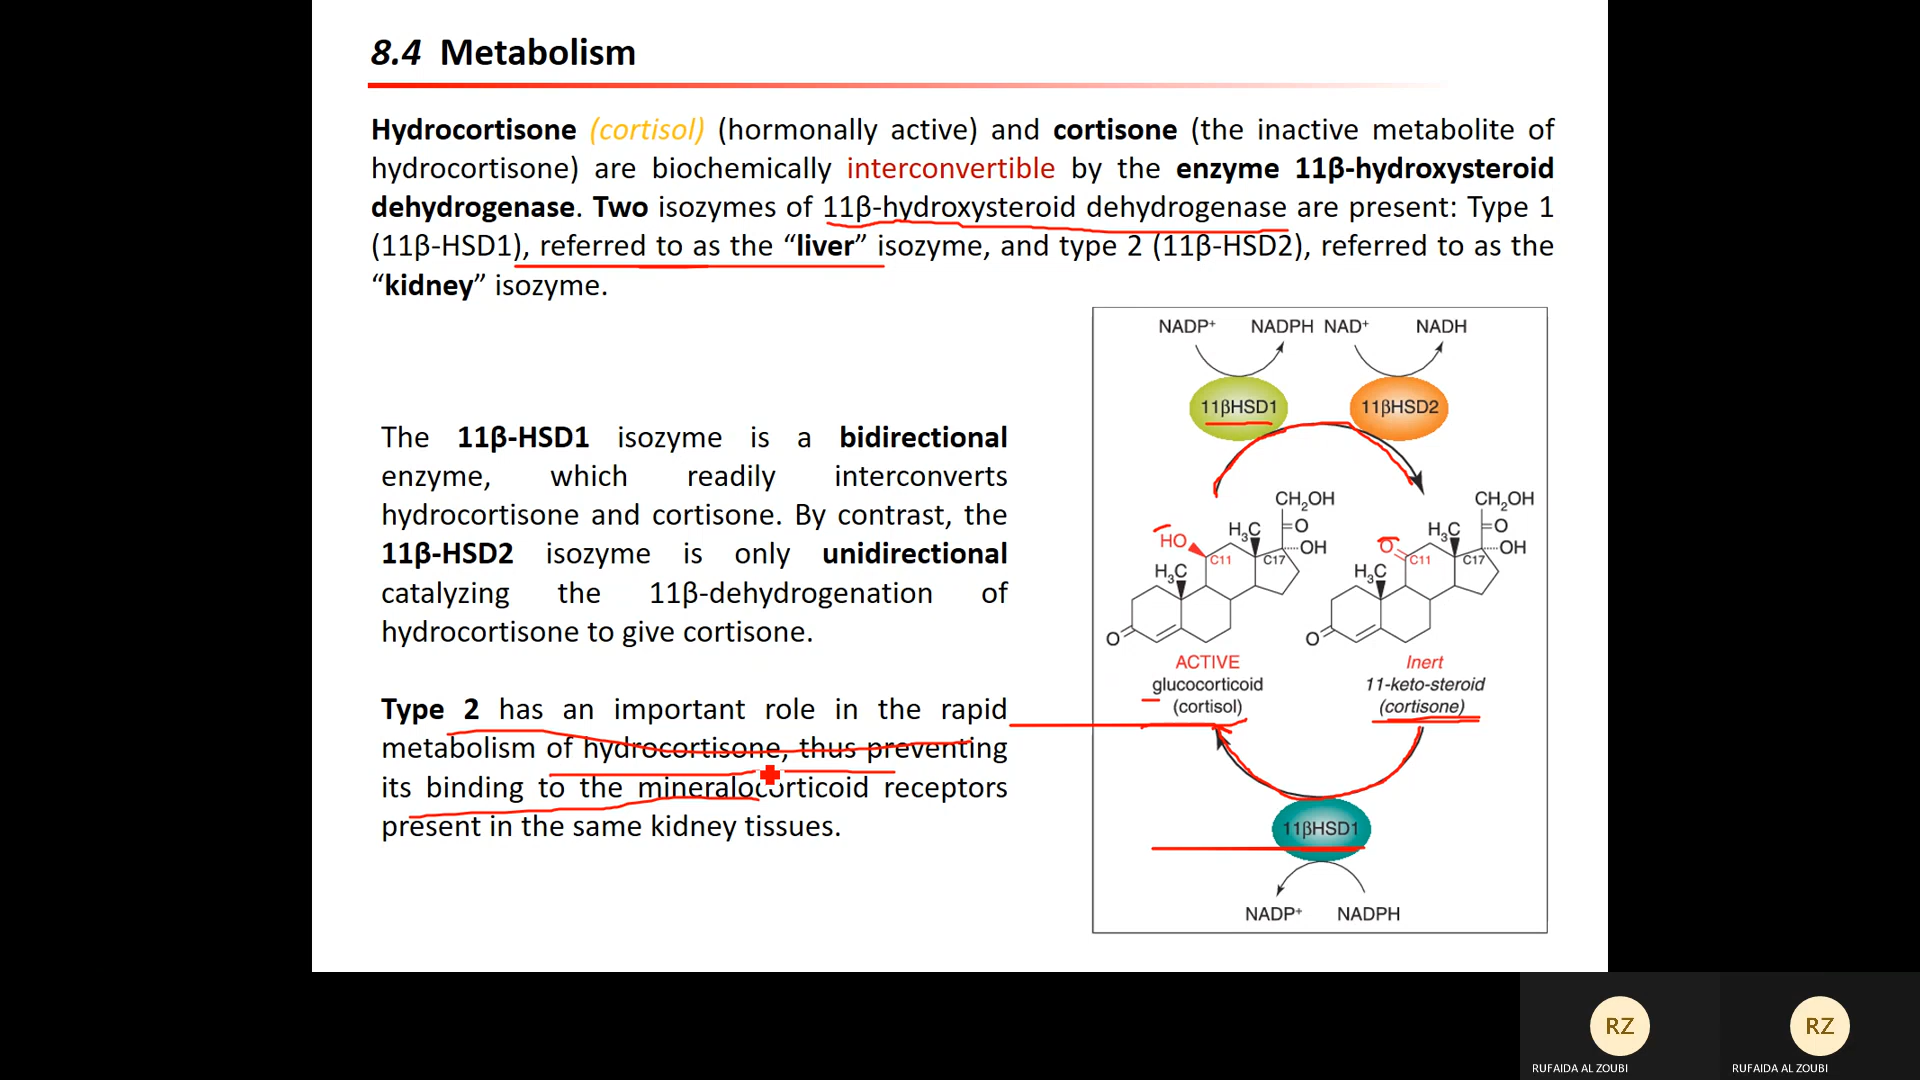 8.4 Metabolism
Hydrocortisone (cortisol) (hormonally active) and cortisone (the inactive metabolite of
hydrocortisone) are biochemically interconvertible by the enzyme 11β-hydroxysteroid
dehydrogenase. Two isozymes of 11β-hydroxysteroid dehydrogenase are present: Type 1
(11β-HSD1), referred to as the “liver” isozyme, and type 2 (11β-HSD2), referred to as the
“kidney” isozyme.
The 11β-HSD1 isozyme is a bidirectional
enzyme, which readily interconverts
hydrocortisone and cortisone. By contrast, the
11β-HSD2 isozyme is only unidirectional
catalyzing the 11β-dehydrogenation of
hydrocortisone to give cortisone.
Type 2 has an important role in the rapid
metabolism of hydrocortisone, thus preventing
its binding to the mineralocorticoid receptors
present in the same kidney tissues.
NADP⁺ NADPH NAD⁺ NADH
11βHSD1 11βHSD2
CH₂OH CH₂OH
H₃C =O H₃C =O
HO OH O OH
C11 C17 C11 C17
H₃C H₃C
O O
ACTIVE Inert
glucocorticoid 11-keto-steroid
(cortisol) (cortisone)
11βHSD1
NADP⁺ NADPH
RZ RZ
RUFAIDA AL ZOUBI RUFAIDA AL ZOUBI